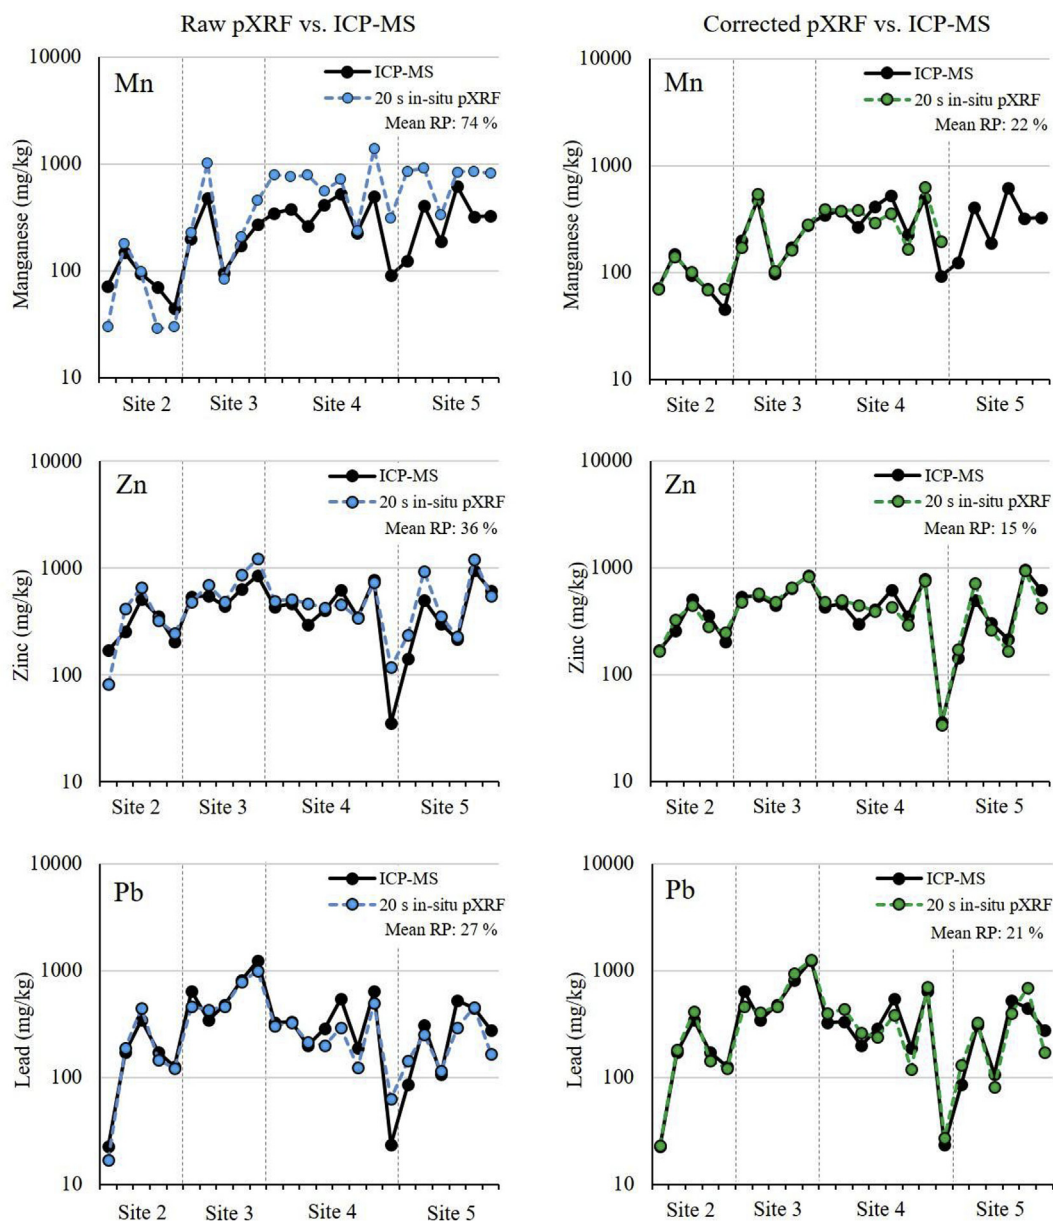 Raw pXRF vs. ICP-MS
Corrected pXRF vs. ICP-MS
Mn
ICP-MS
20 s in-situ pXRF
Mean RP: 74 %
Manganese (mg/kg)
10000
1000
100
10
Site 2
Site 3
Site 4
Site 5
Mn
ICP-MS
20 s in-situ pXRF
Mean RP: 22 %
Manganese (mg/kg)
10000
1000
100
10
Site 2
Site 3
Site 4
Site 5
Zn
ICP-MS
20 s in-situ pXRF
Mean RP: 36 %
Zinc (mg/kg)
10000
1000
100
10
Site 2
Site 3
Site 4
Site 5
Zn
ICP-MS
20 s in-situ pXRF
Mean RP: 15 %
Zinc (mg/kg)
10000
1000
100
10
Site 2
Site 3
Site 4
Site 5
Pb
ICP-MS
20 s in-situ pXRF
Mean RP: 27 %
Lead (mg/kg)
10000
1000
100
10
Site 2
Site 3
Site 4
Site 5
Pb
ICP-MS
20 s in-situ pXRF
Mean RP: 21 %
Lead (mg/kg)
10000
1000
100
10
Site 2
Site 3
Site 4
Site 5